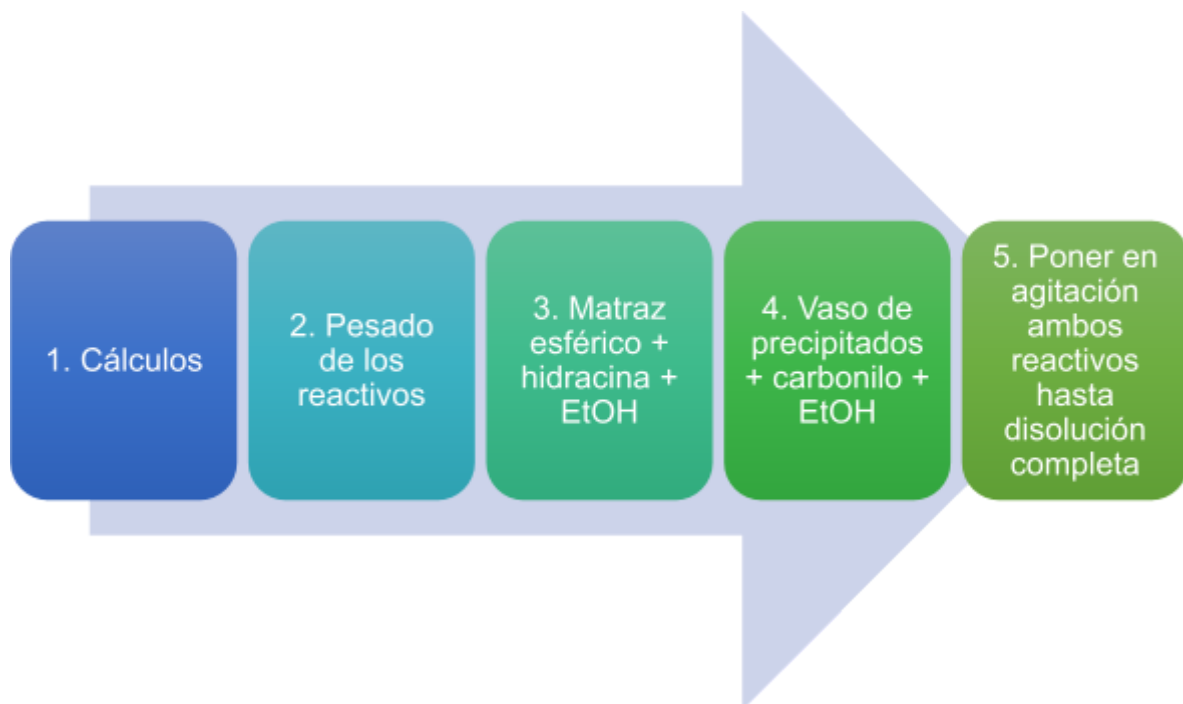 1. Cálculos
2. Pesado
de los
reactivos
3. Matraz
esférico +
hidracina +
EtOH
4. Vaso de
precipitados
+ carbonilo +
EtOH
5. Poner en
agitación
ambos
reactivos
hasta
disolución
completa